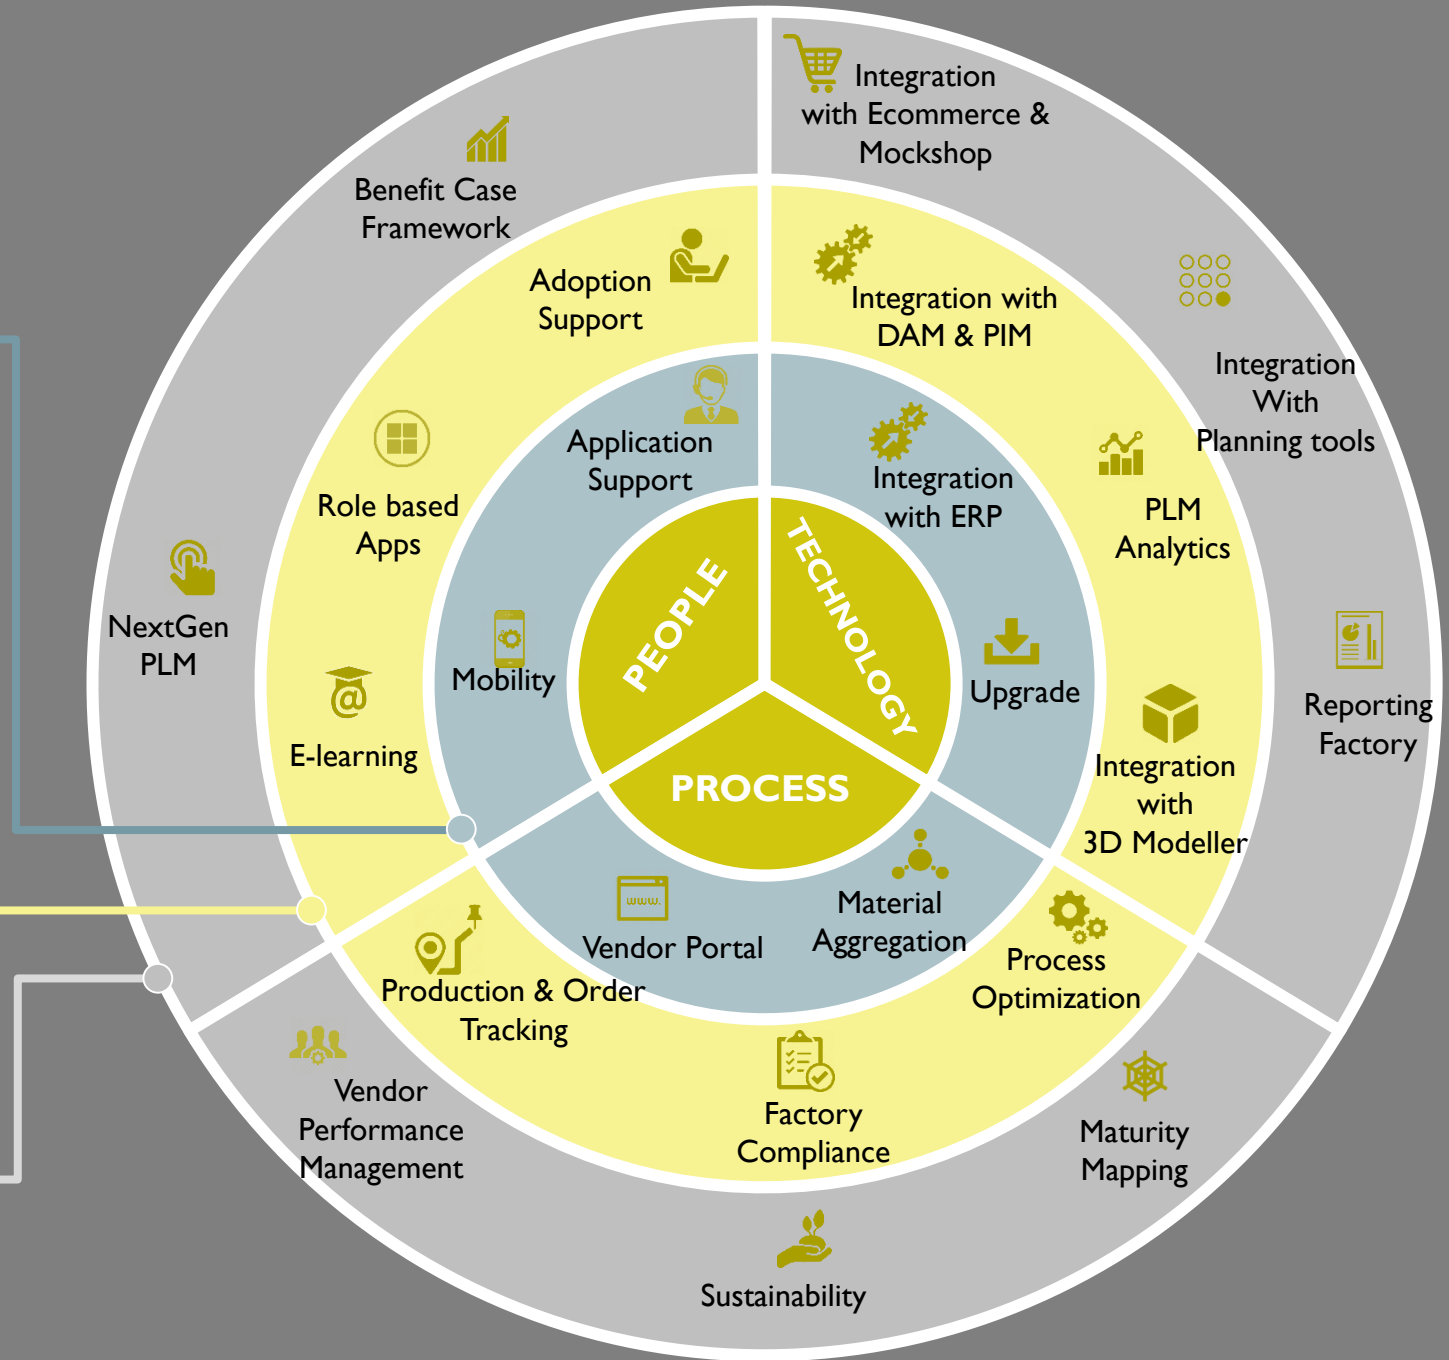 Integration
with Ecommerce &
Mockshop
Benefit Case
Framework
Adoption
Support
Integration with
DAM & PIM
Integration
With
Planning tools
Application
Support
Integration
with ERP
Role based
Apps
PLM
Analytics
NextGen
PLM
PEOPLE
TECHNOLOGY
Mobility
Upgrade
Reporting
Factory
E-learning
PROCESS
Integration
with
3D Modeller
www.
Vendor Portal
Material
Aggregation
Process
Optimization
Production & Order
Tracking
Vendor
Performance
Management
Factory
Compliance
Maturity
Mapping
Sustainability